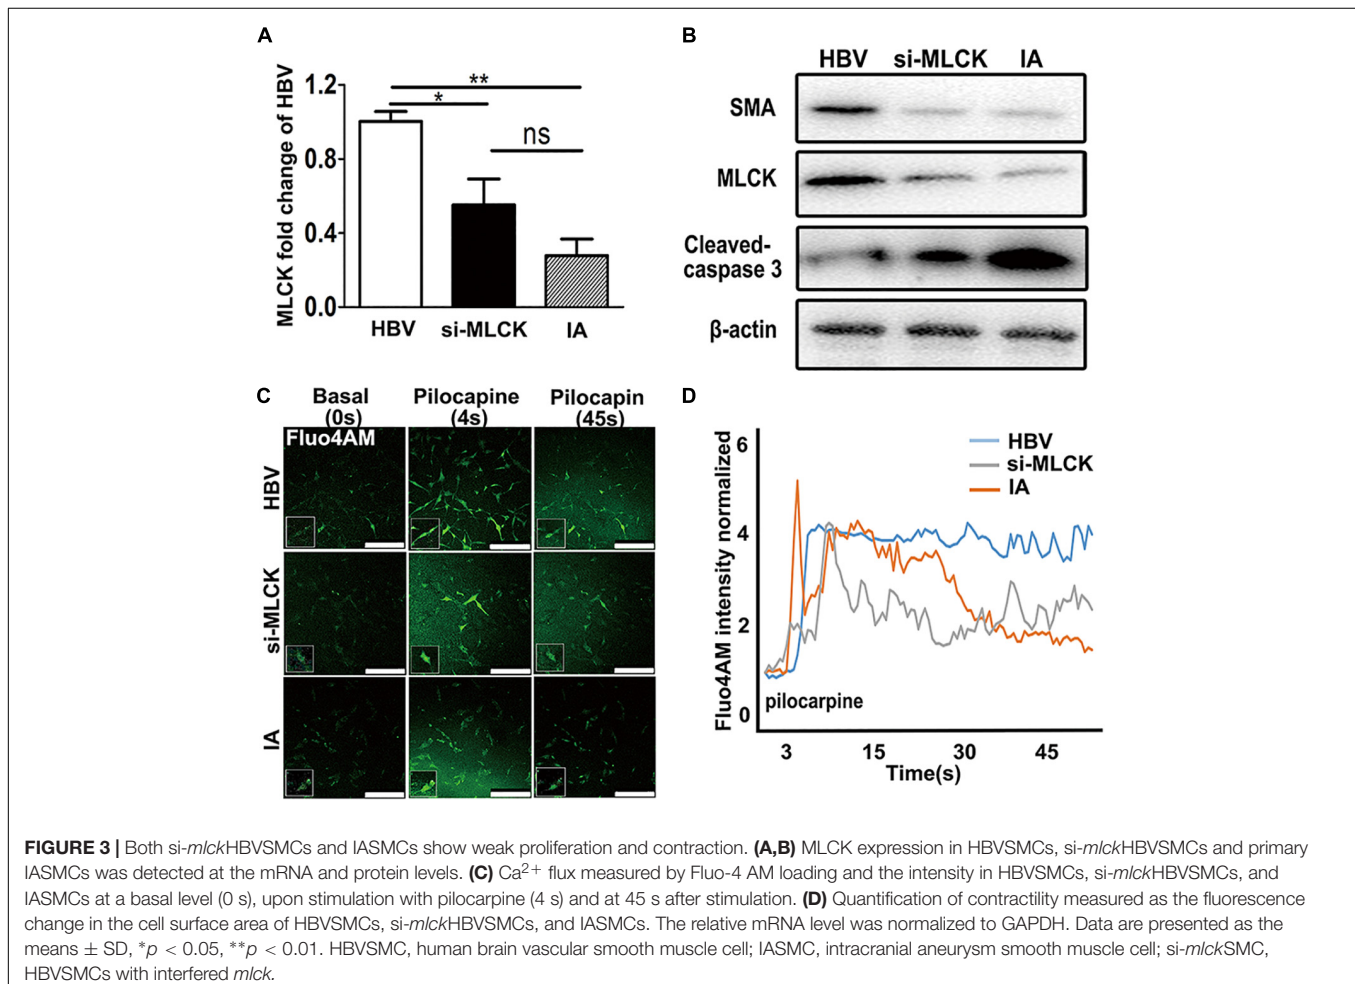 A
MLCK fold change of HBV
1.2
0.8
0.4
0.0
**
*
ns
HBV si-MLCK IA
B
HBV si-MLCK IA
SMA
MLCK
Cleaved-
caspase 3
β-actin
C
Basal Pilocapine Pilocapin
(0s) (4s) (45s)
Fluo4AM
HBV
si-MLCK
IA
D
Fluo4AM intensity normalized
6
4
2
0
HBV
si-MLCK
IA
pilocarpine
3 15 30 45
Time(s)
FIGURE 3 | Both si-mlckHBVSMCs and IASMCs show weak proliferation and contraction. (A,B) MLCK expression in HBVSMCs, si-mlckHBVSMCs and primary
IASMCs was detected at the mRNA and protein levels. (C) Ca²⁺ flux measured by Fluo-4 AM loading and the intensity in HBVSMCs, si-mlckHBVSMCs, and
IASMCs at a basal level (0 s), upon stimulation with pilocarpine (4 s) and at 45 s after stimulation. (D) Quantification of contractility measured as the fluorescence
change in the cell surface area of HBVSMCs, si-mlckHBVSMCs, and IASMCs. The relative mRNA level was normalized to GAPDH. Data are presented as the
means ± SD, *p < 0.05, **p < 0.01. HBVSMC, human brain vascular smooth muscle cell; IASMC, intracranial aneurysm smooth muscle cell; si-mlckSMC,
HBVSMCs with interfered mlck.